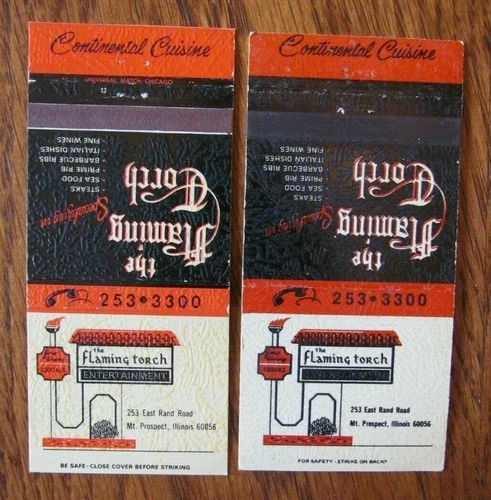 Continental Cuisine
UNIVERSAL MATCH CHICAGO
the
Flaming
Torch
Specializing in
· STEAKS
· SEA FOOD
· PRIME RIB
· BARBECUE RIBS
· ITALIAN DISHES
· FINE WINES
253•3300
the
flaming torch
ENTERTAINMENT
COCKTAILS
253 East Rand Road
Mt. Prospect, Illinois 60056
BE SAFE - CLOSE COVER BEFORE STRIKING
Continental Cuisine
the
Flaming
Torch
Specializing in
· STEAKS
· SEA FOOD
PRIME RIB
· BARBECUE RIBS
· ITALIAN DISHES
· FINE WINES
253•3300
the
flaming torch
253 East Rand Road
Mt. Prospect, Illinois 60056
FOR SAFETY - STRIKE ON BACK